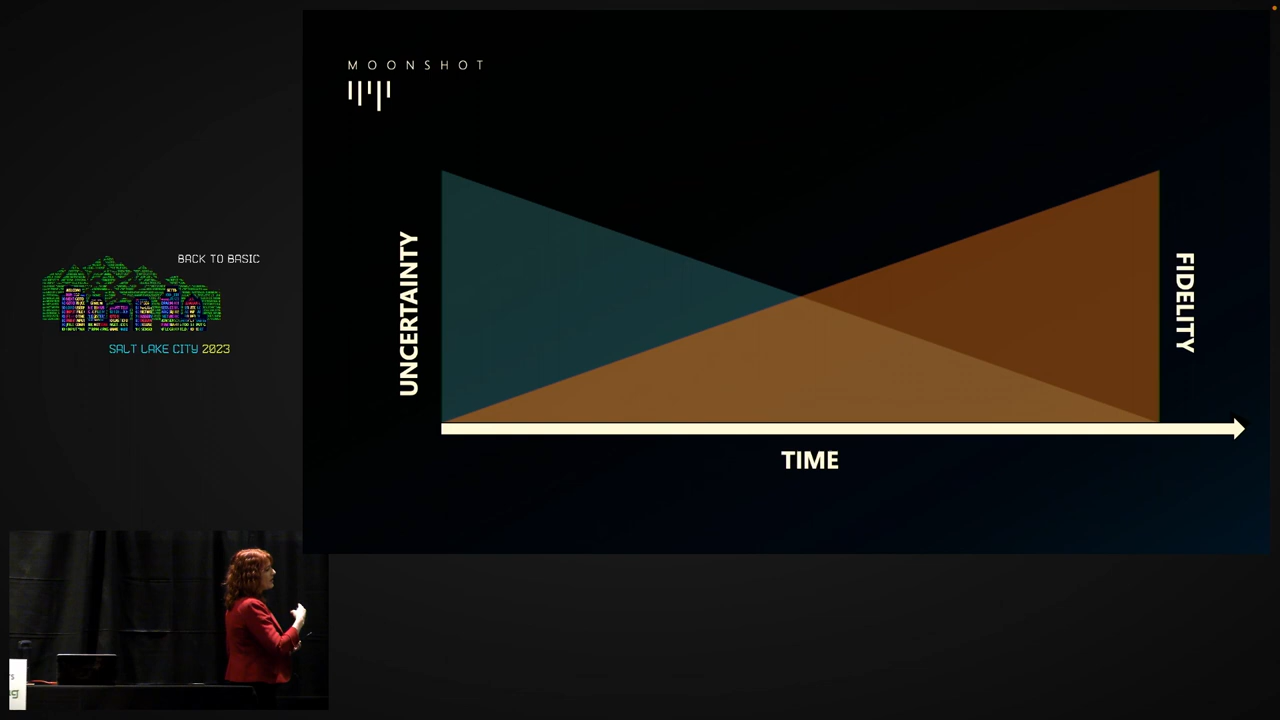 MOONSHOT
BACK TO BASIC
SALT LAKE CITY 2023
UNCERTAINTY
FIDELITY
TIME